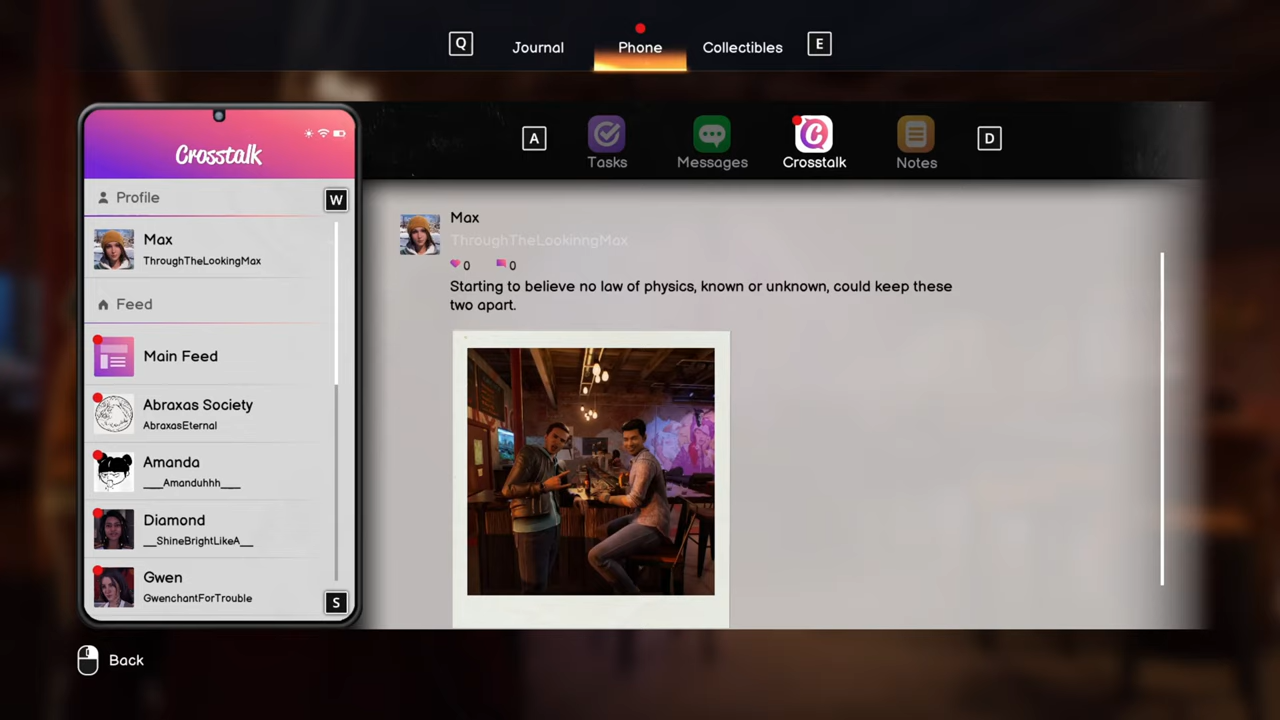 Q
Journal
Phone
Collectibles
E
Crosstalk
A
Tasks
Messages
Crosstalk
Notes
D
Profile
W
Max
ThroughTheLookingMax
Feed
Main Feed
Abraxas Society
AbraxasEternal
Amanda
___Amanduhhh___
Diamond
__ShineBrightLikeA__
Gwen
GwenchantForTrouble
S
Max
ThroughTheLookinngMax
0 0
Starting to believe no law of physics, known or unknown, could keep these
two apart.
Back